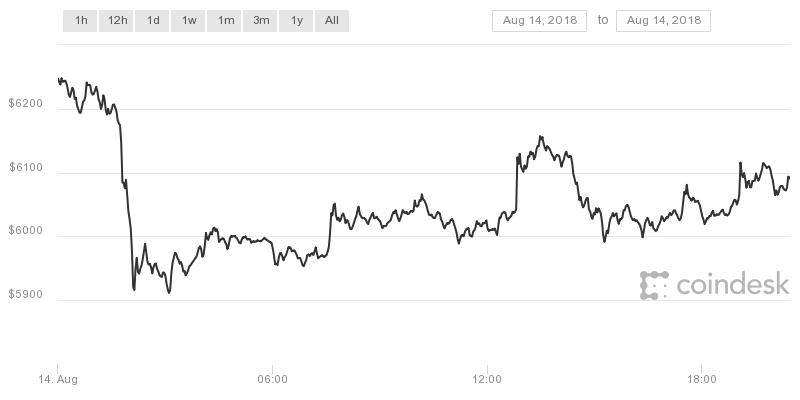 1h 12h 1d 1w 1m 3m 1y All Aug 14, 2018 to Aug 14, 2018
$6200
$6100
$6000
$5900
coindesk
14. Aug 06:00 12:00 18:00